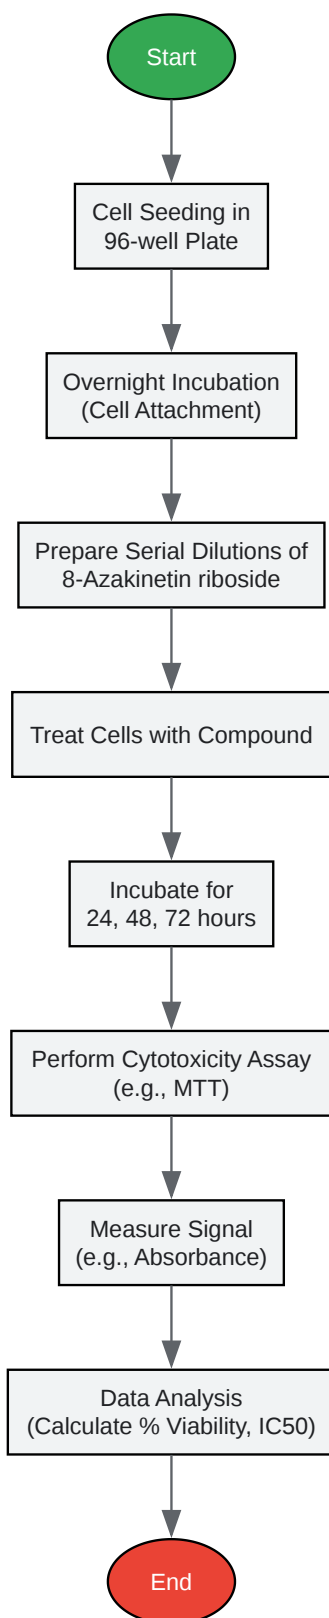 Start
Cell Seeding in
96-well Plate
Overnight Incubation
(Cell Attachment)
Prepare Serial Dilutions of
8-Azakinetin riboside
Treat Cells with Compound
Incubate for
24, 48, 72 hours
Perform Cytotoxicity Assay
(e.g., MTT)
Measure Signal
(e.g., Absorbance)
Data Analysis
(Calculate % Viability, IC50)
End